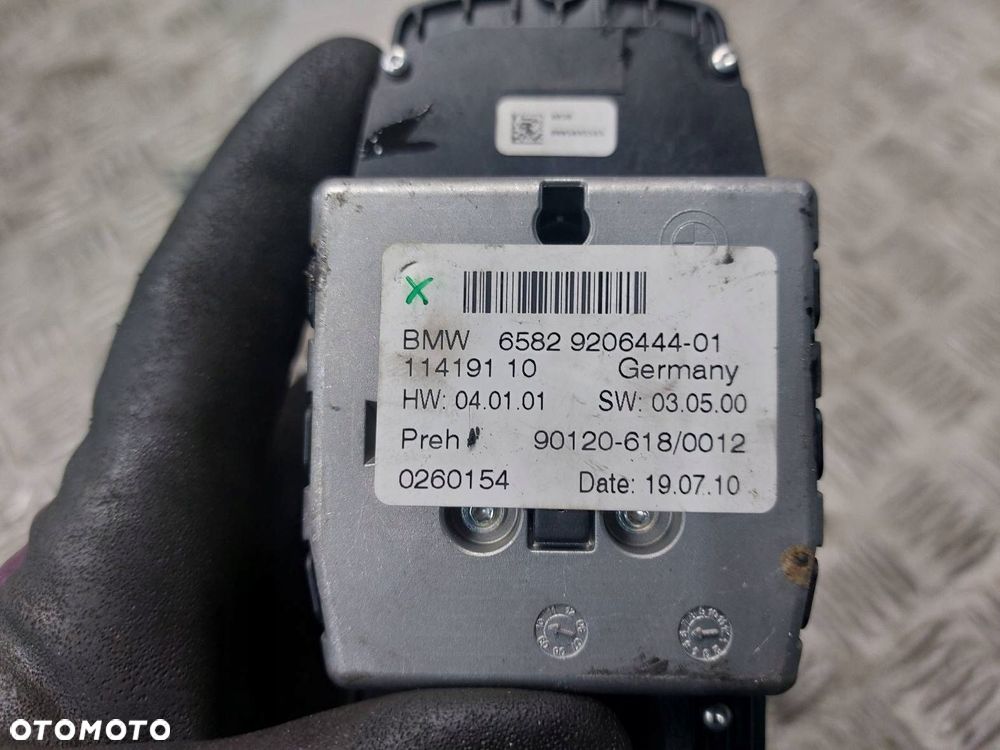 X
BMW 6582 9206444-01
114191 10 Germany
HW: 04.01.01 SW: 03.05.00
Preh 90120-618/0012
0260154 Date: 19.07.10
OTOMOTO